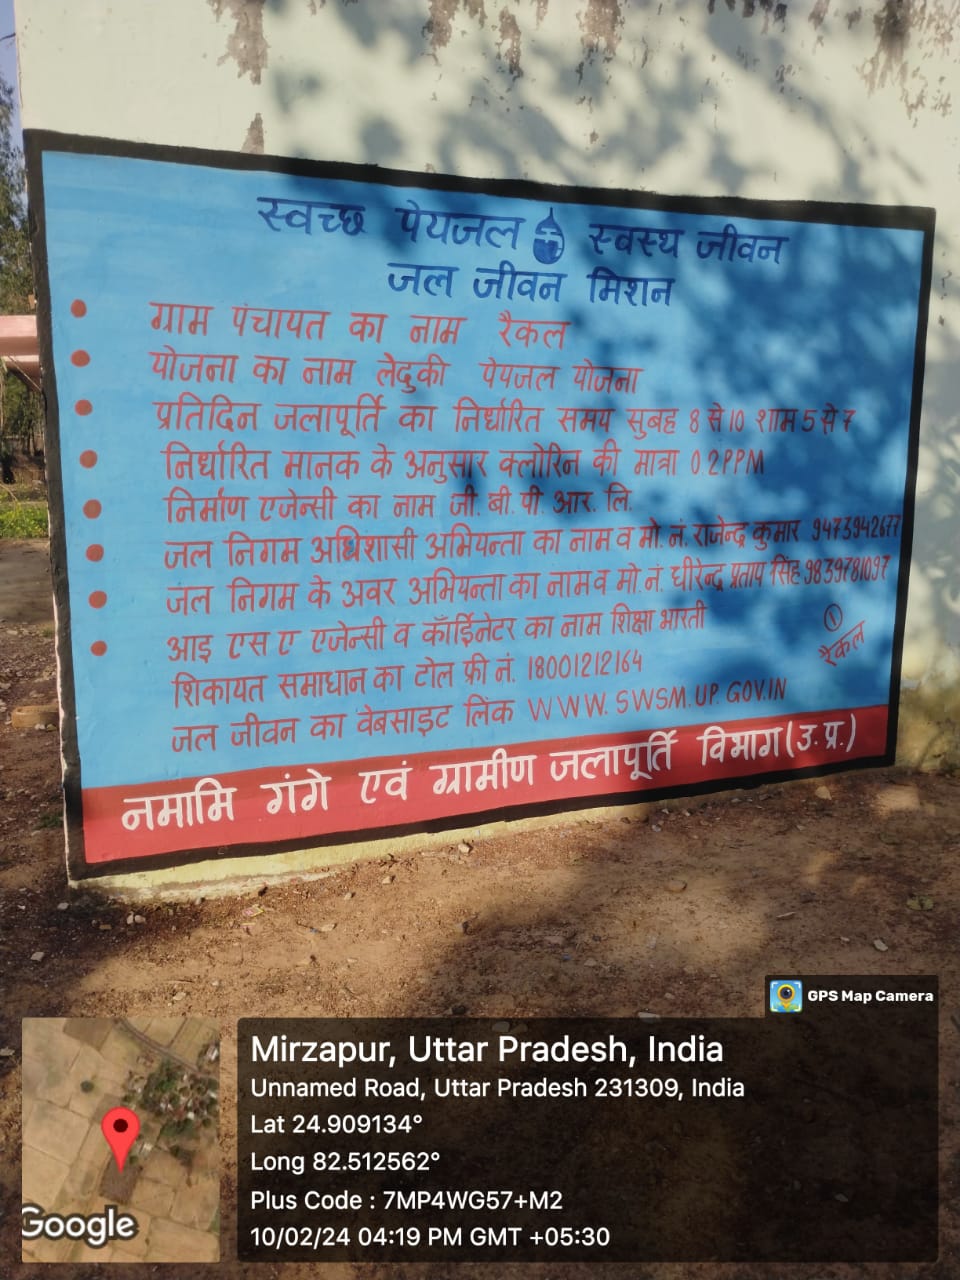 स्वच्छ पेयजल स्वस्थ जीवन
जल जीवन मिशन
ग्राम पंचायत का नाम रैकल
योजना का नाम लेदुकी पेयजल योजना
प्रतिदिन जलापूर्ति का निर्धारित समय सुबह 8 से 10 शाम 5 से 7
निर्धारित मानक के अनुसार क्लोरिन की मात्रा 0.2PPM
निर्माण एजेन्सी का नाम जी. बी. पी. आर. लि.
जल निगम अधिशासी अभियन्ता का नाम व मो. नं. राजेन्द्र कुमार 9473942677
जल निगम के अवर अभियन्ता का नाम व मो. नं. धीरेन्द्र प्रताप सिंह 9839781097
आइ एस ए एजेन्सी व कॉर्डिनेटर का नाम शिक्षा भारती
शिकायत समाधान का टोल फ्री नं. 18001212164
जल जीवन का वेबसाइट लिंक WWW.SWSM.UP.GOV.IN
रैकल
नमामि गंगे एवं ग्रामीण जलापूर्ति विभाग (उ.प्र.)
GPS Map Camera
Mirzapur, Uttar Pradesh, India
Unnamed Road, Uttar Pradesh 231309, India
Lat 24.909134°
Long 82.512562°
Plus Code : 7MP4WG57+M2
10/02/24 04:19 PM GMT +05:30
Google